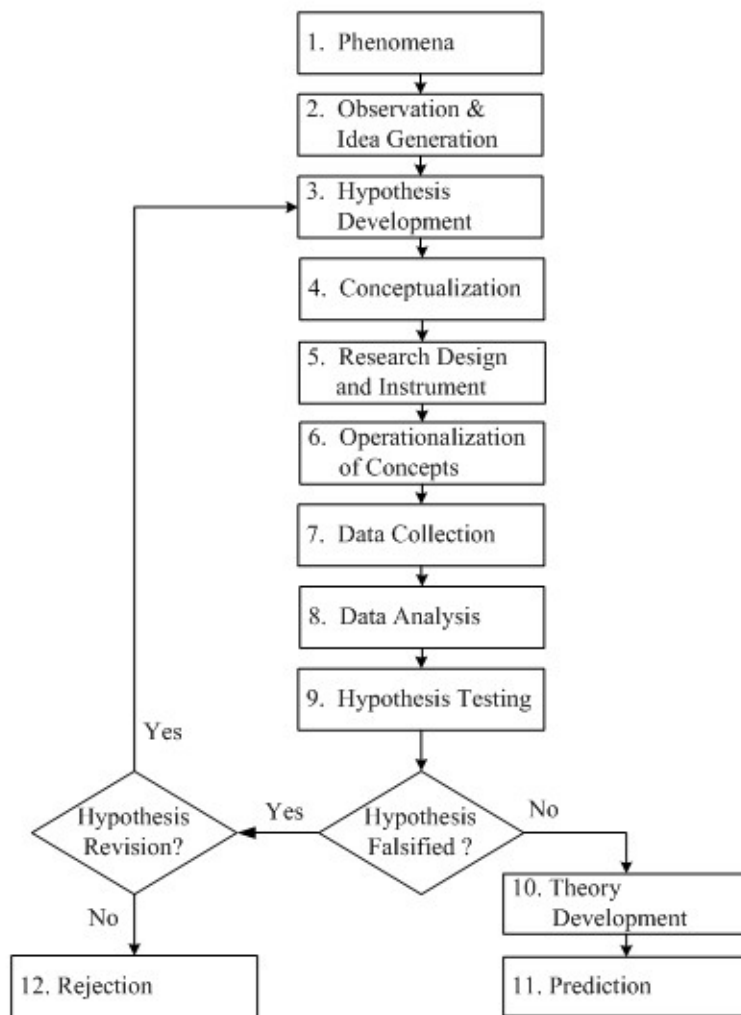 1. Phenomena
2. Observation &
Idea Generation
3. Hypothesis
Development
4. Conceptualization
5. Research Design
and Instrument
6. Operationalization
of Concepts
7. Data Collection
8. Data Analysis
9. Hypothesis Testing
Yes
Hypothesis
Revision?
Yes
Hypothesis
Falsified ?
No
10. Theory
Development
No
12. Rejection
11. Prediction